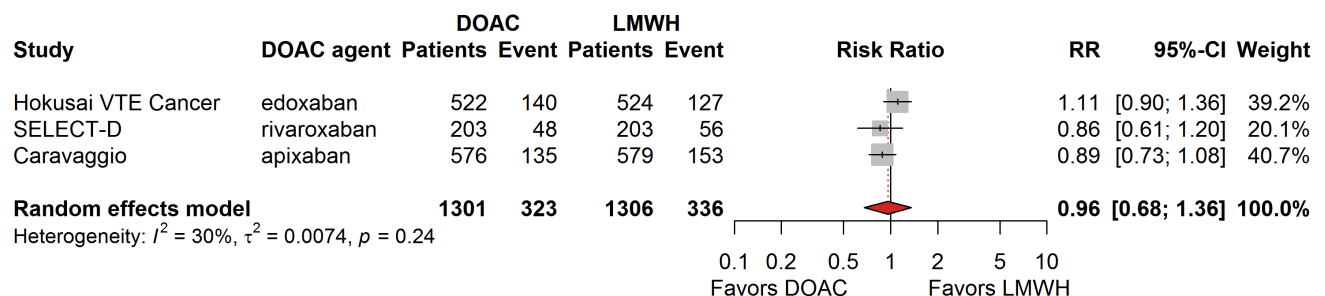 DOAC LMWH
Study DOAC agent Patients Event Patients Event Risk Ratio RR 95%-CI Weight
Hokusai VTE Cancer edoxaban 522 140 524 127 1.11 [0.90; 1.36] 39.2%
SELECT-D rivaroxaban 203 48 203 56 0.86 [0.61; 1.20] 20.1%
Caravaggio apixaban 576 135 579 153 0.89 [0.73; 1.08] 40.7%
Random effects model 1301 323 1306 336 0.96 [0.68; 1.36] 100.0%
Heterogeneity: I² = 30%, τ² = 0.0074, p = 0.24
0.1 0.2 0.5 1 2 5 10
Favors DOAC Favors LMWH